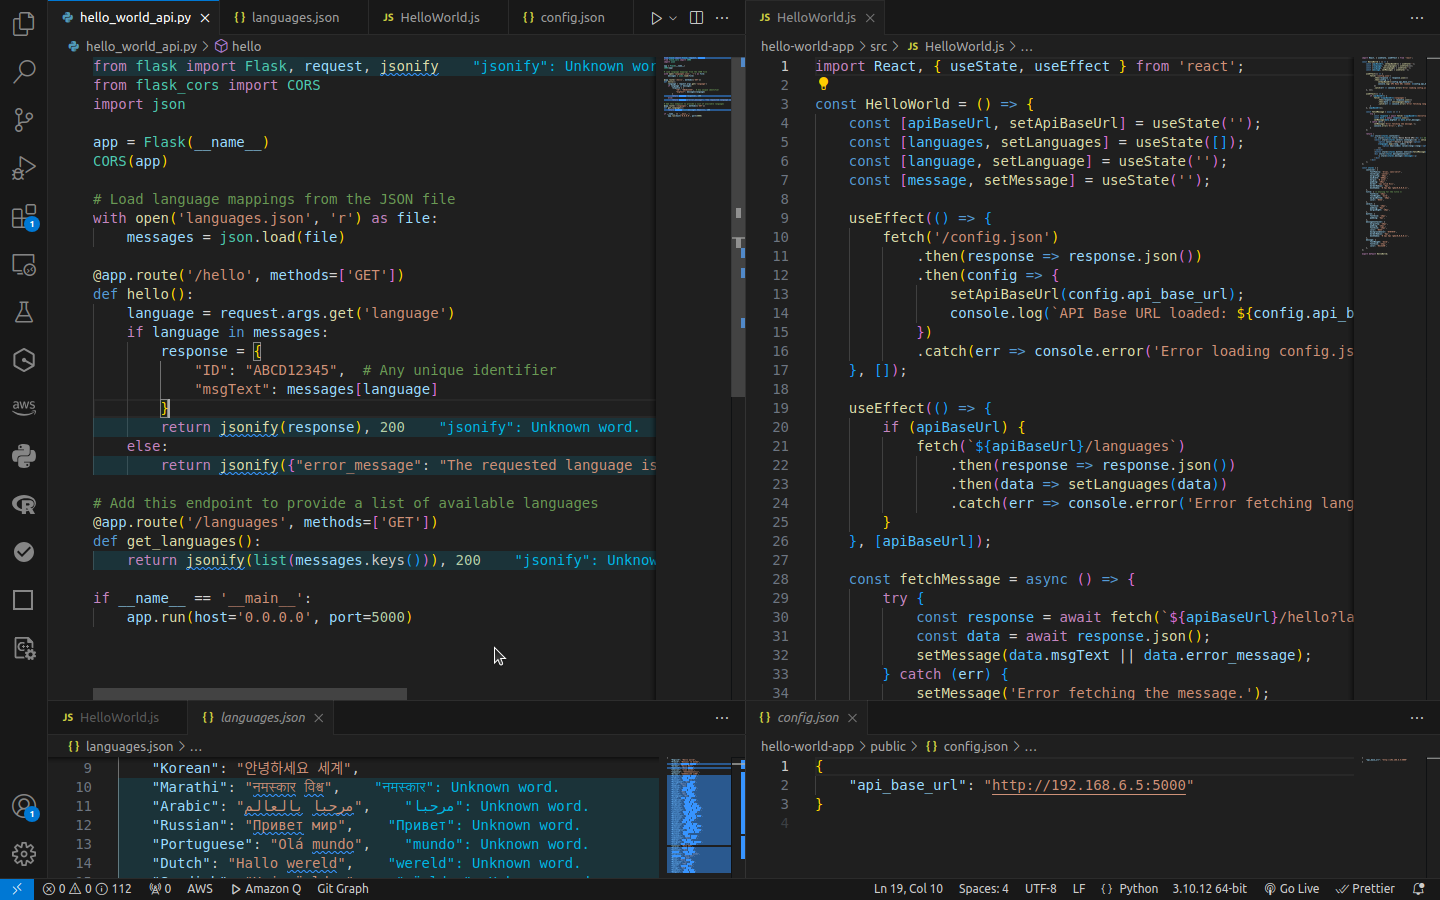 hello_world_api.py
languages.json
JS HelloWorld.js
config.json
hello_world_api.py > hello
from flask import Flask, request, jsonify "jsonify": Unknown wor
from flask_cors import CORS
import json
app = Flask(__name__)
CORS(app)
# Load language mappings from the JSON file
with open('languages.json', 'r') as file:
messages = json.load(file)
@app.route('/hello', methods=['GET'])
def hello():
language = request.args.get('language')
if language in messages:
response = {
"ID": "ABCD12345", # Any unique identifier
"msgText": messages[language]
}
return jsonify(response), 200 "jsonify": Unknown word.
else:
return jsonify({"error_message": "The requested language is
# Add this endpoint to provide a list of available languages
@app.route('/languages', methods=['GET'])
def get_languages():
return jsonify(list(messages.keys())), 200 "jsonify": Unknow
if __name__ == '__main__':
app.run(host='0.0.0.0', port=5000)
JS HelloWorld.js
hello-world-app > src > JS HelloWorld.js > ...
1 import React, { useState, useEffect } from 'react';
2
3 const HelloWorld = () => {
4 const [apiBaseUrl, setApiBaseUrl] = useState('');
5 const [languages, setLanguages] = useState([]);
6 const [language, setLanguage] = useState('');
7 const [message, setMessage] = useState('');
8
9 useEffect(() => {
10 fetch('/config.json')
11 .then(response => response.json())
12 .then(config => {
13 setApiBaseUrl(config.api_base_url);
14 console.log(`API Base URL loaded: ${config.api_b
15 })
16 .catch(err => console.error('Error loading config.js
17 }, []);
18
19 useEffect(() => {
20 if (apiBaseUrl) {
21 fetch(`${apiBaseUrl}/languages`)
22 .then(response => response.json())
23 .then(data => setLanguages(data))
24 .catch(err => console.error('Error fetching lang
25 }
26 }, [apiBaseUrl]);
27
28 const fetchMessage = async () => {
29 try {
30 const response = await fetch(`${apiBaseUrl}/hello?la
31 const data = await response.json();
32 setMessage(data.msgText || data.error_message);
33 } catch (err) {
34 setMessage('Error fetching the message.');
JS HelloWorld.js
{} languages.json
{} languages.json > ...
9 "Korean": "안녕하세요 세계",
10 "Marathi": "नमस्कार विश्व", "नमस्कार": Unknown word.
11 "Arabic": "مرحبا بالعالم", "مرحبا": Unknown word.
12 "Russian": "Привет мир", "Привет": Unknown word.
13 "Portuguese": "Olá mundo", "mundo": Unknown word.
14 "Dutch": "Hallo wereld", "wereld": Unknown word.
{} config.json
hello-world-app > public > {} config.json > ...
1 {
2 "api_base_url": "http://192.168.6.5:5000"
3 }
4
aws
1
1
0 0 112 0 AWS Amazon Q Git Graph
Ln 19, Col 10 Spaces: 4 UTF-8 LF {} Python 3.10.12 64-bit Go Live Prettier